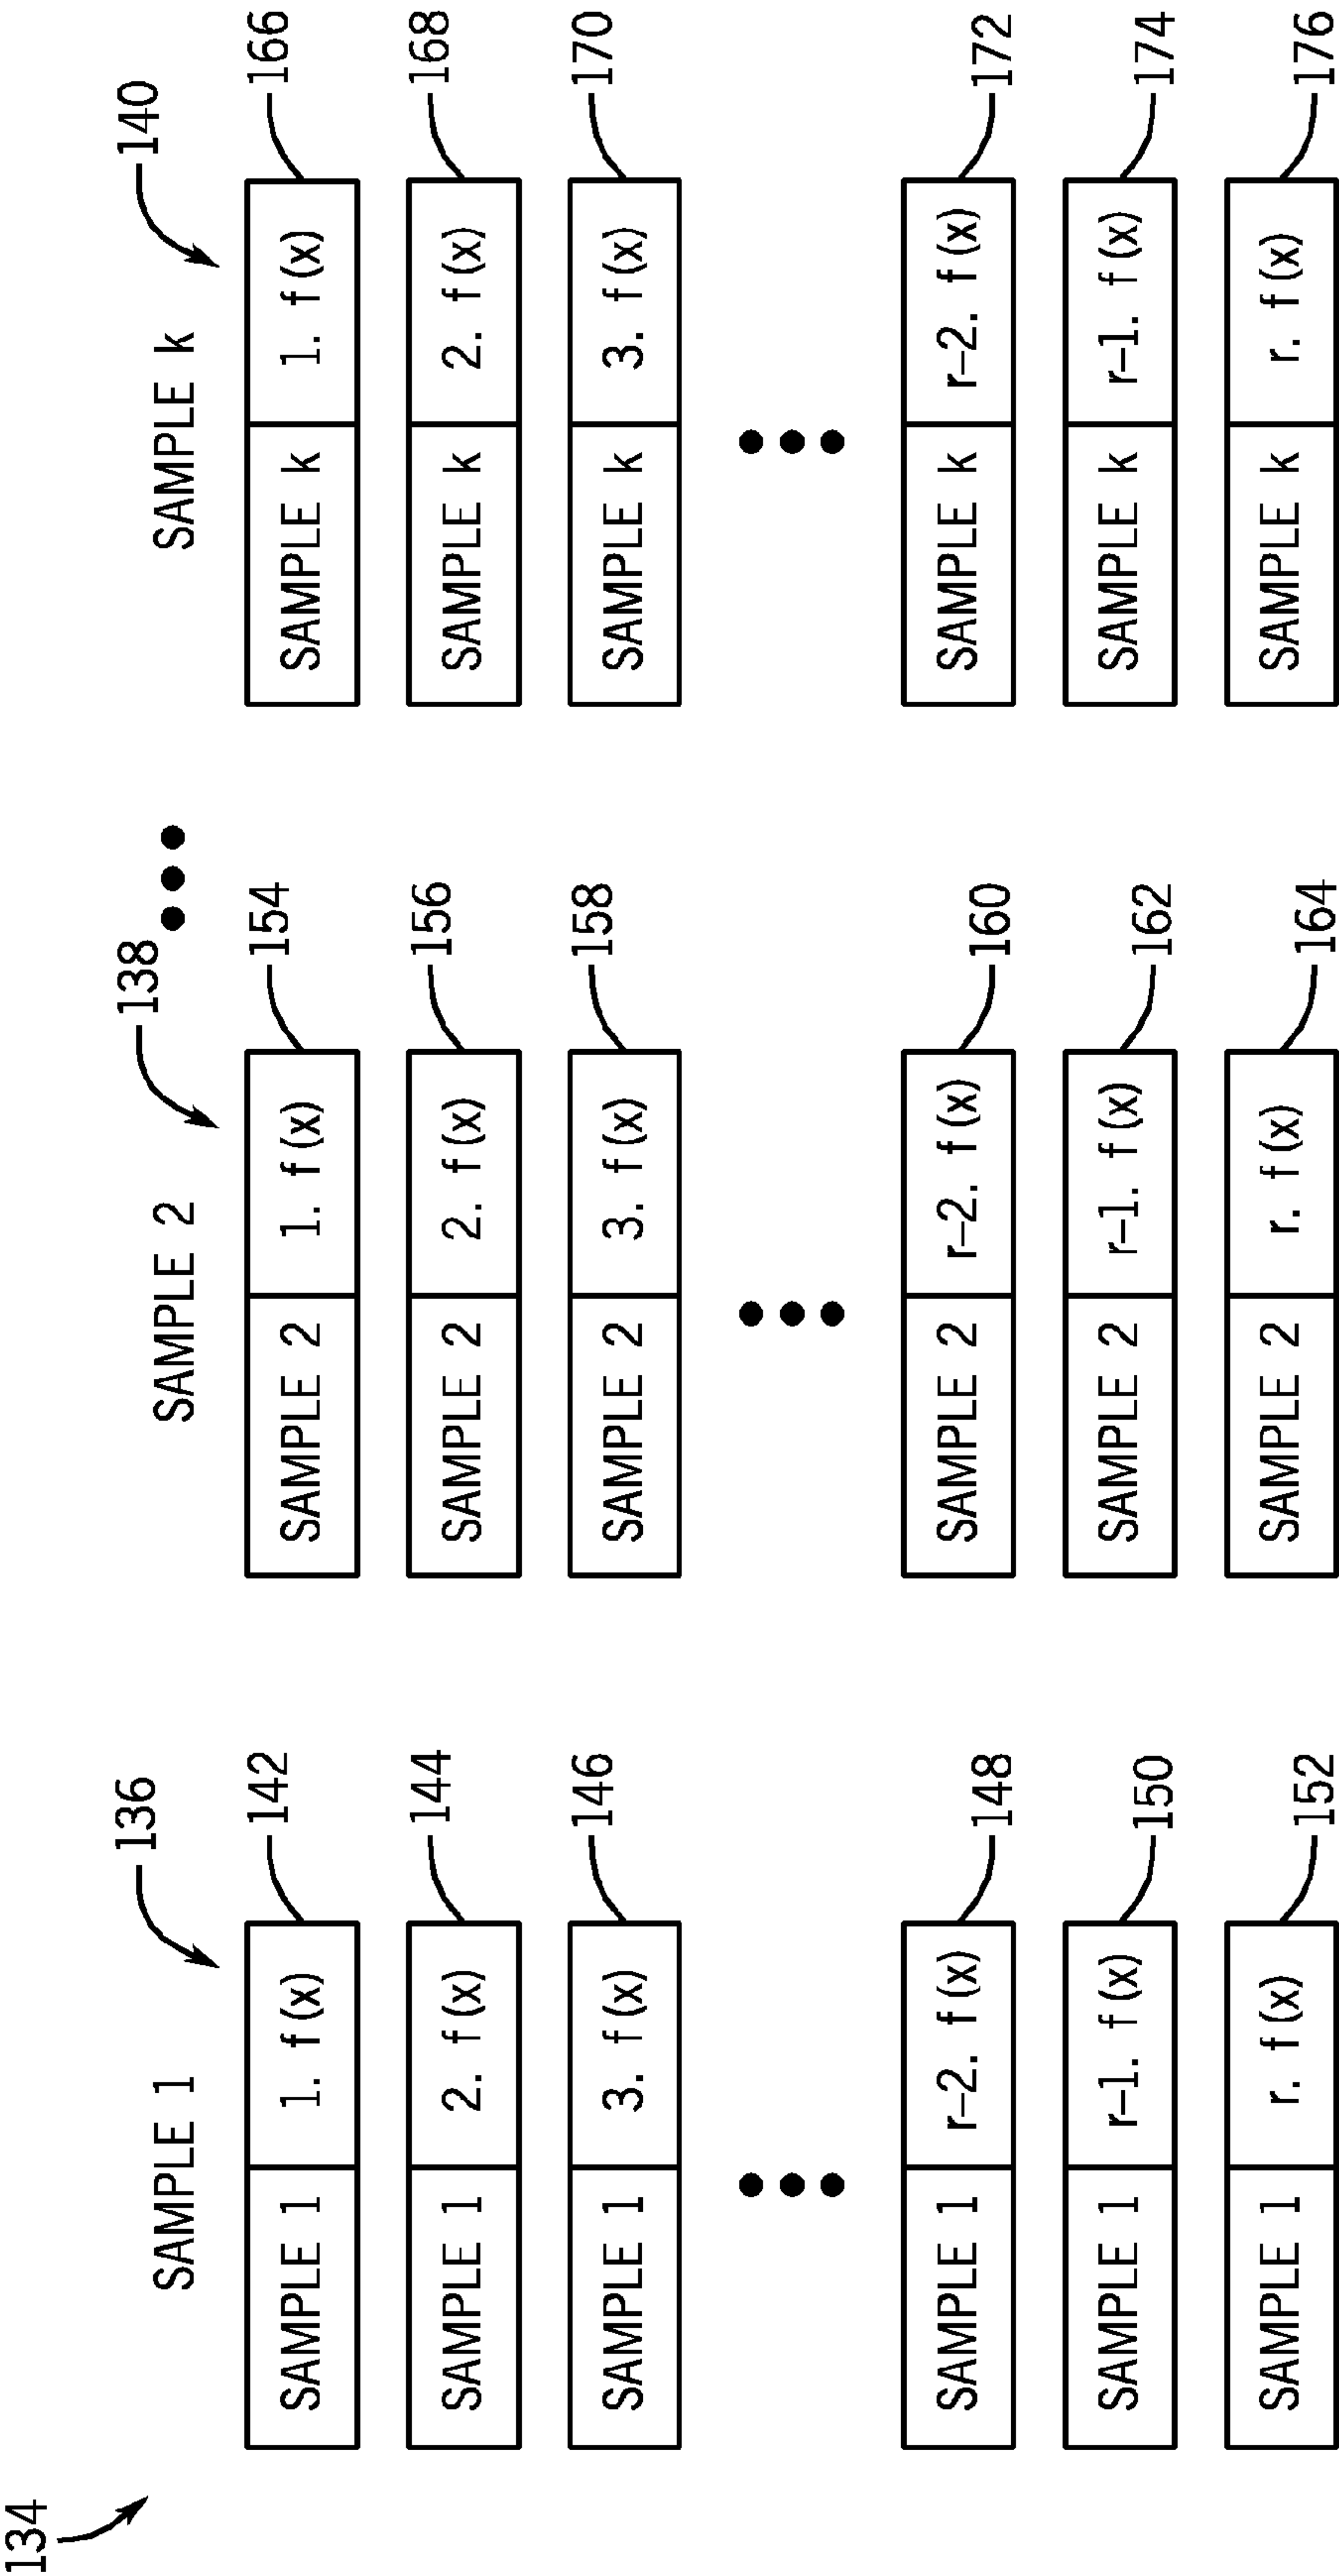 134
SAMPLE 1 136
SAMPLE 2 138
SAMPLE k 140
SAMPLE 1 1. f (x) 142
SAMPLE 2 1. f (x) 154
SAMPLE k 1. f (x) 166
SAMPLE 1 2. f (x) 144
SAMPLE 2 2. f (x) 156
SAMPLE k 2. f (x) 168
SAMPLE 1 3. f (x) 146
SAMPLE 2 3. f (x) 158
SAMPLE k 3. f (x) 170
SAMPLE 1 r-2. f (x) 148
SAMPLE 2 r-2. f (x) 160
SAMPLE k r-2. f (x) 172
SAMPLE 1 r-1. f (x) 150
SAMPLE 2 r-1. f (x) 162
SAMPLE k r-1. f (x) 174
SAMPLE 1 r. f (x) 152
SAMPLE 2 r. f (x) 164
SAMPLE k r. f (x) 176